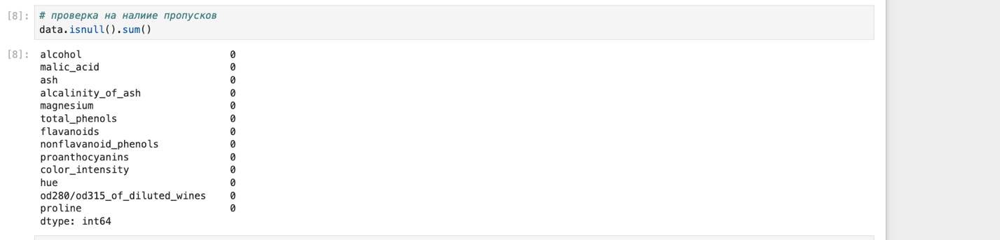 [8]: # проверка на налиие пропусков
data.isnull().sum()
[8]: alcohol 0
malic_acid 0
ash 0
alcalinity_of_ash 0
magnesium 0
total_phenols 0
flavanoids 0
nonflavanoid_phenols 0
proanthocyanins 0
color_intensity 0
hue 0
od280/od315_of_diluted_wines 0
proline 0
dtype: int64